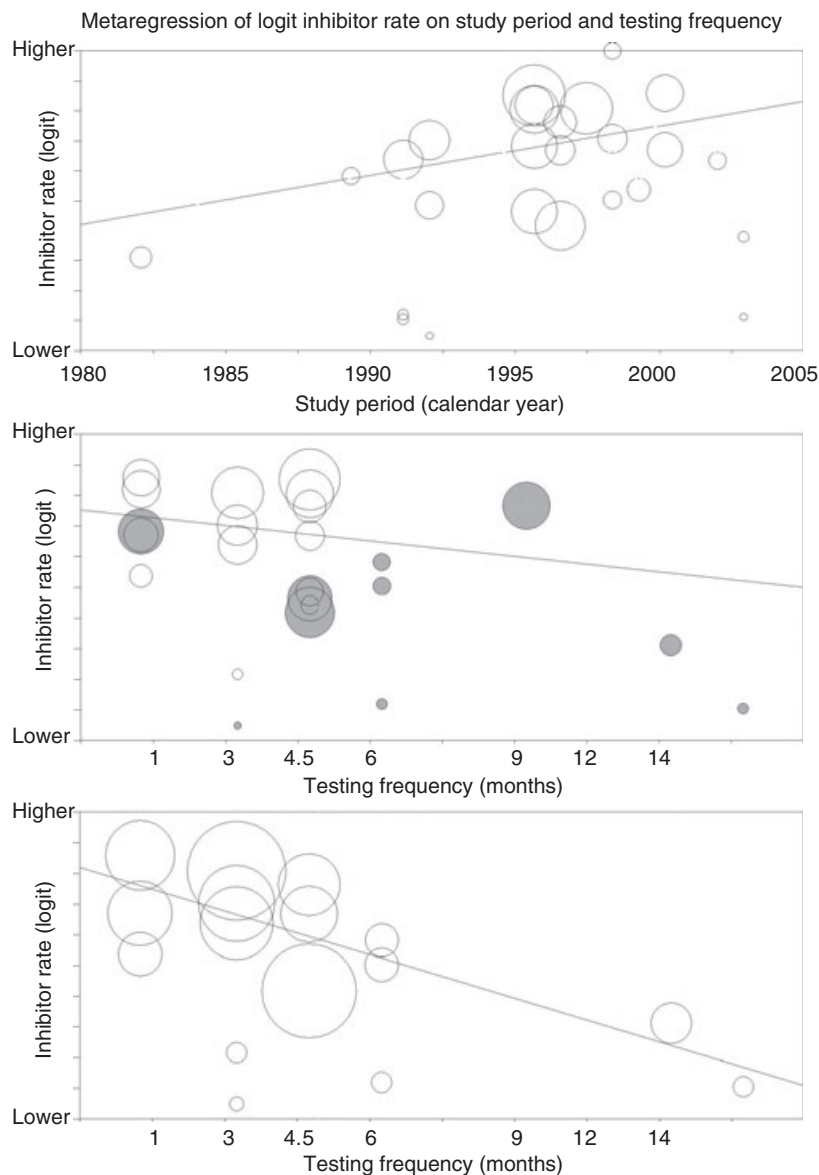 Metaregression of logit inhibitor rate on study period and testing frequency
Higher
Inhibitor rate (logit)
Lower
1980 1985 1990 1995 2000 2005
Study period (calendar year)
Higher
Inhibitor rate (logit )
Lower
1 3 4.5 6 9 12 14
Testing frequency (months)
Higher
Inhibitor rate (logit)
Lower
1 3 4.5 6 9 12 14
Testing frequency (months)